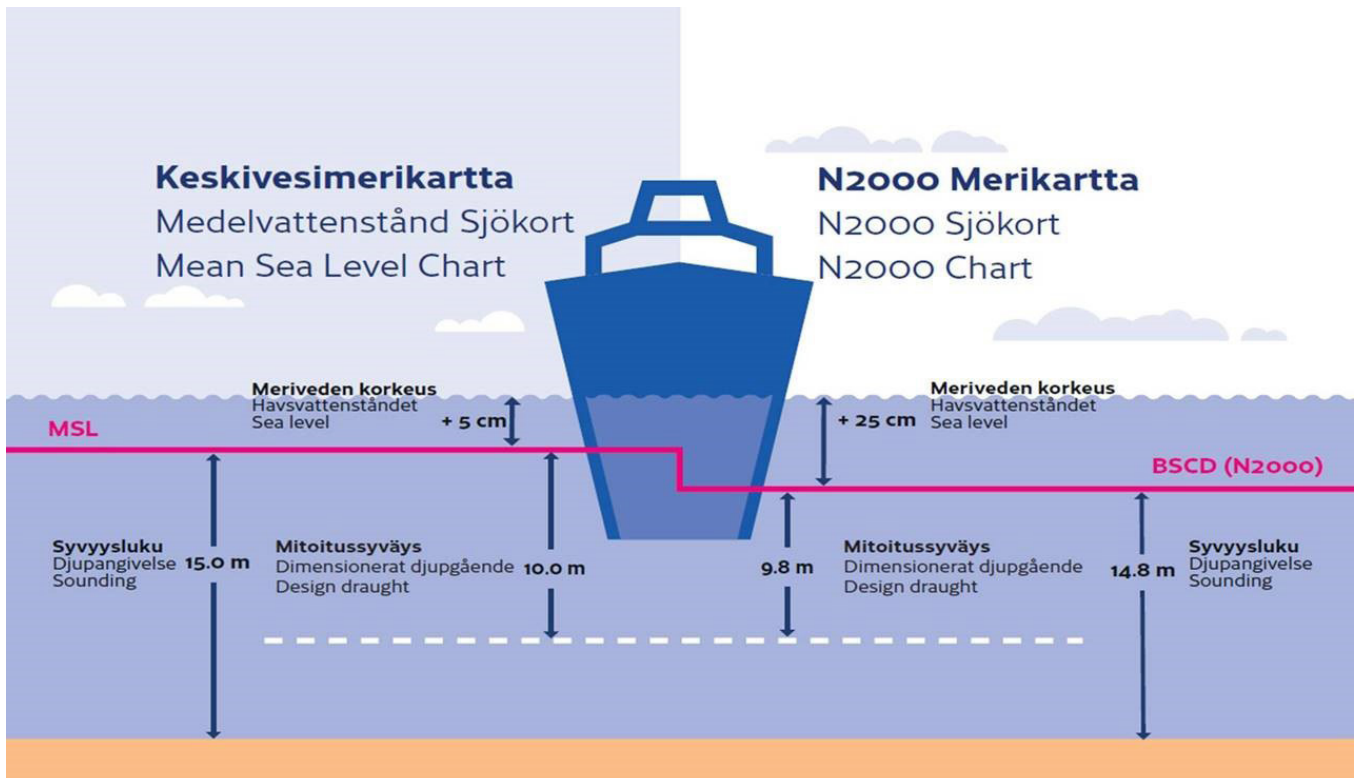 Keskivesimerikartta
Medelvattenstånd Sjökort
Mean Sea Level Chart
N2000 Merikartta
N2000 Sjökort
N2000 Chart
Meriveden korkeus
Havsvattenståndet
Sea level
+ 5 cm
+ 25 cm
Meriveden korkeus
Havsvattenståndet
Sea level
MSL
BSCD (N2000)
Syvyysluku
Djupangivelse
Sounding
15.0 m
Mitoitussyväys
Dimensionerat djupgående
Design draught
10.0 m
9.8 m
Mitoitussyväys
Dimensionerat djupgående
Design draught
14.8 m
Syvyysluku
Djupangivelse
Sounding